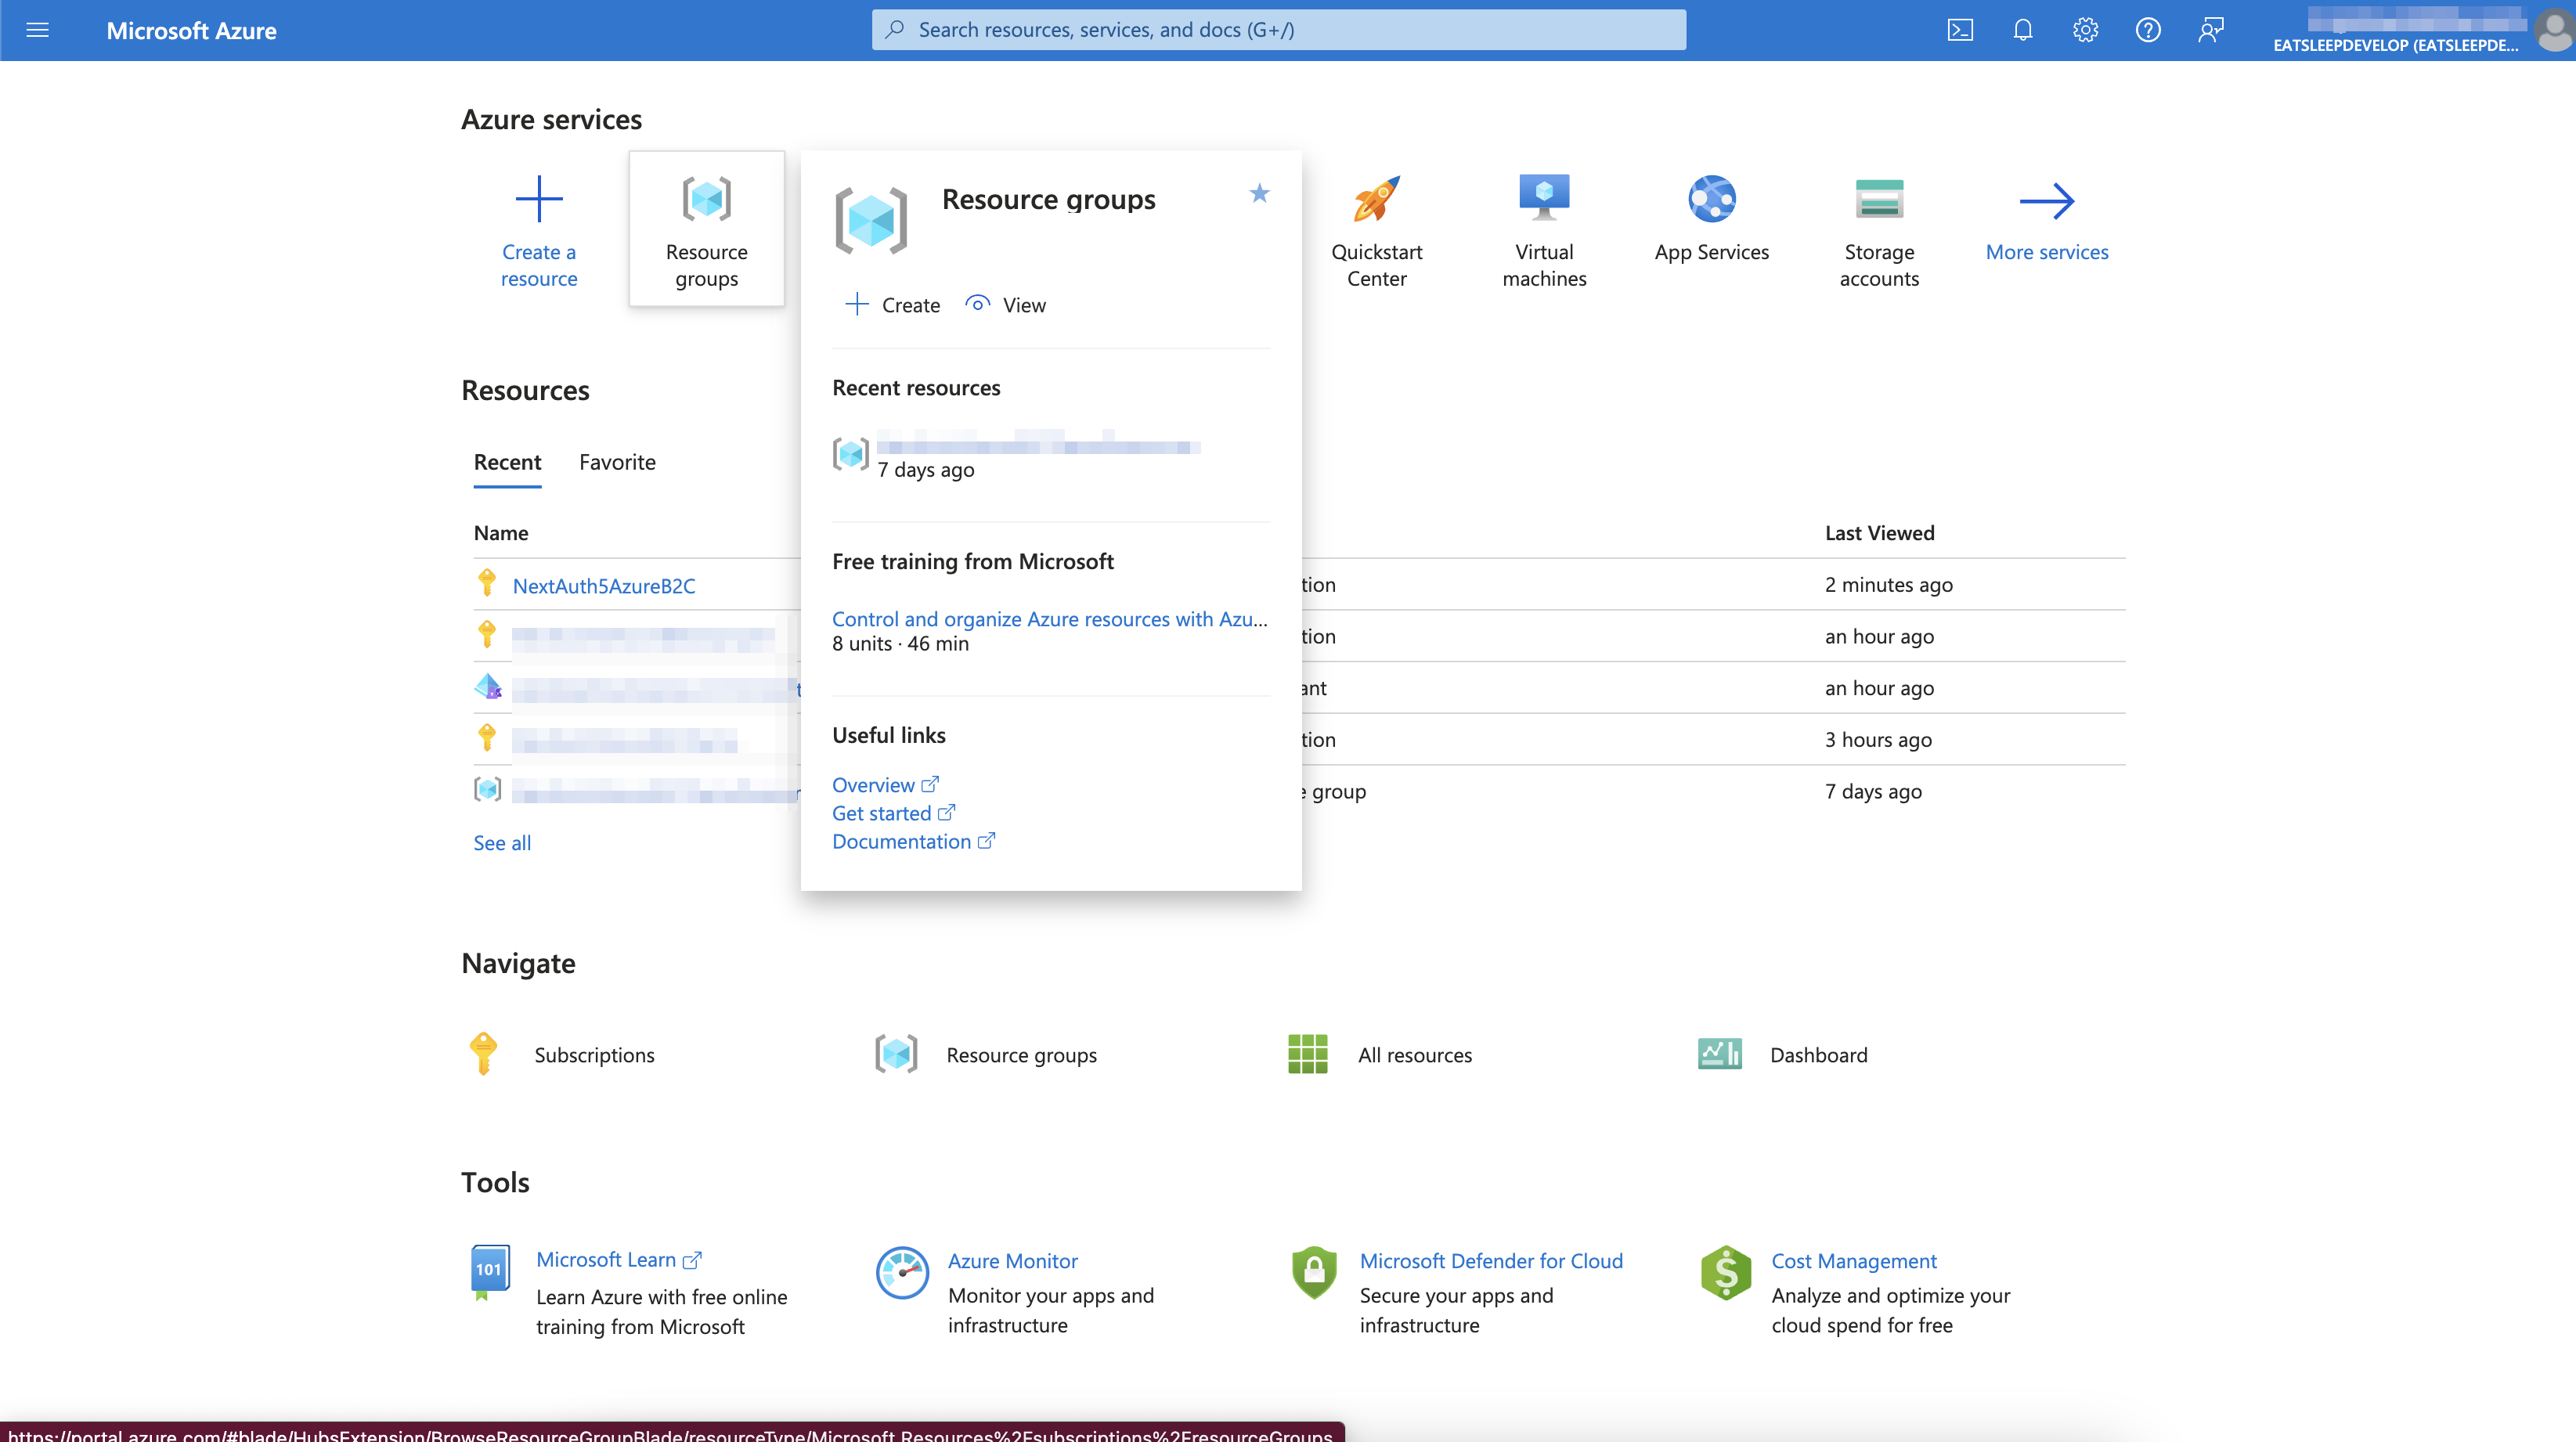 Microsoft Azure
Search resources, services, and docs (G+/)
EATSLEEPDEVELOP (EATSLEEPDE...
Azure services
Create a
resource
Resource
groups
Resource groups
Create
View
Recent resources
7 days ago
Free training from Microsoft
Control and organize Azure resources with Azu...
8 units · 46 min
Useful links
Overview
Get started
Documentation
Quickstart
Center
Virtual
machines
App Services
Storage
accounts
More services
Resources
Recent
Favorite
Name
Last Viewed
NextAuth5AzureB2C
tion
2 minutes ago
tion
an hour ago
ant
an hour ago
tion
3 hours ago
e group
7 days ago
See all
Navigate
Subscriptions
Resource groups
All resources
Dashboard
Tools
101
Microsoft Learn
Learn Azure with free online
training from Microsoft
Azure Monitor
Monitor your apps and
infrastructure
Microsoft Defender for Cloud
Secure your apps and
infrastructure
Cost Management
Analyze and optimize your
cloud spend for free
https://portal.azure.com/#blade/HubsExtension/BrowseResourceGroupBlade/resourceType/Microsoft.Resources%2Fsubscriptions%2FresourceGroups